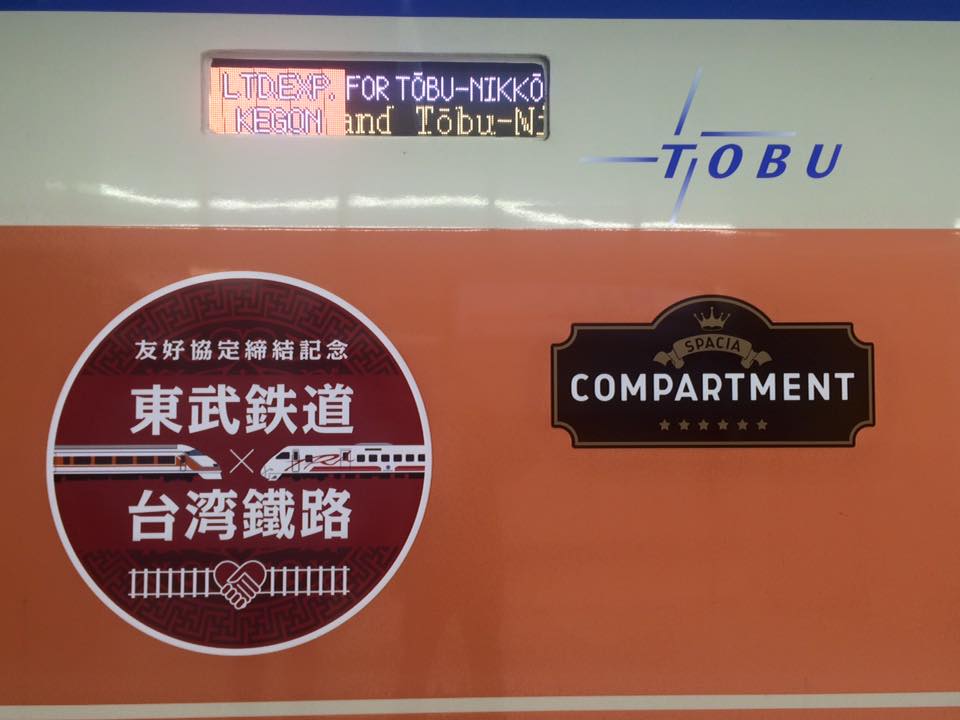 LTD.EXP. FOR TŌBU-NIKKŌ
KEGON and Tōbu-Ni
TOBU
友好協定締結記念
東武鉄道
×
台湾鐵路
SPACIA
COMPARTMENT